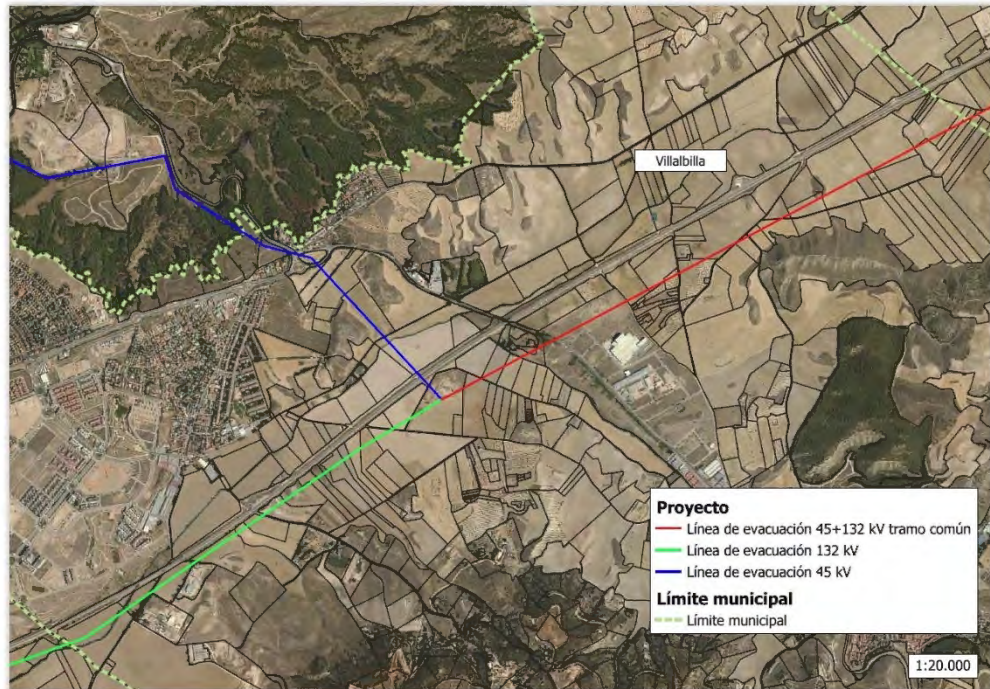 Villalbilla
Proyecto
Línea de evacuación 45+132 kV tramo común
Línea de evacuación 132 kV
Línea de evacuación 45 kV
Límite municipal
Límite municipal
1:20.000